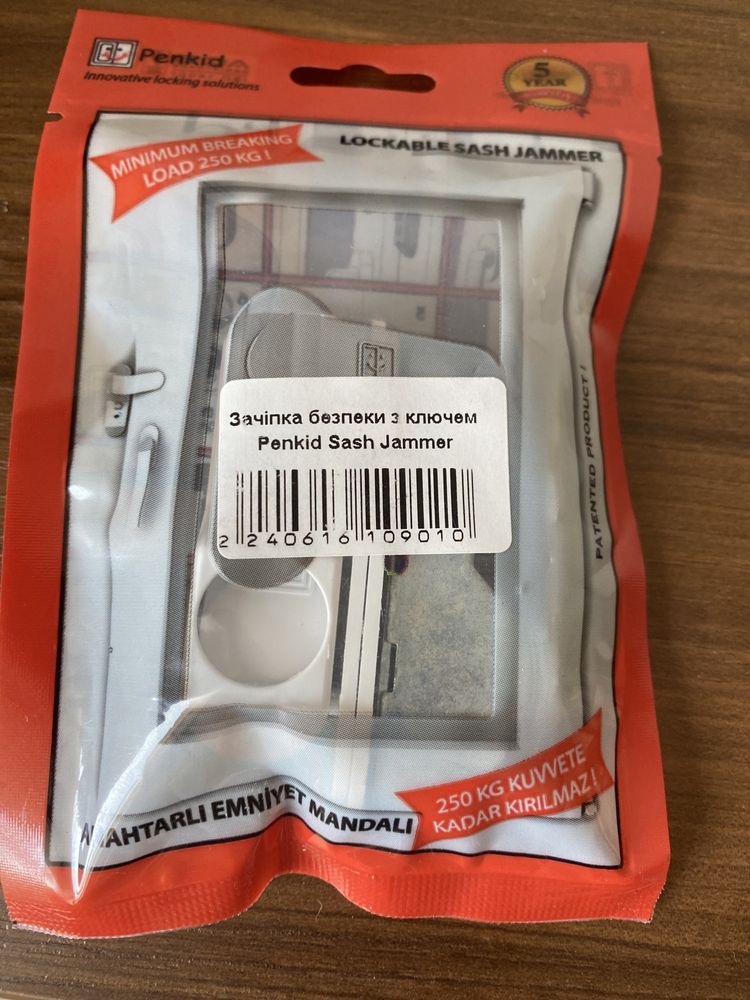 Penkid
Innovative locking solutions
5
YEAR
MINIMUM BREAKING
LOAD 250 KG !
LOCKABLE SASH JAMMER
Зачіпка безпеки з ключем
Penkid Sash Jammer
2 240616 109010
PATENTED PRODUCT !
EMNİYET MANDALI
250 KG KUVVETE
KADAR KIRILMAZ !